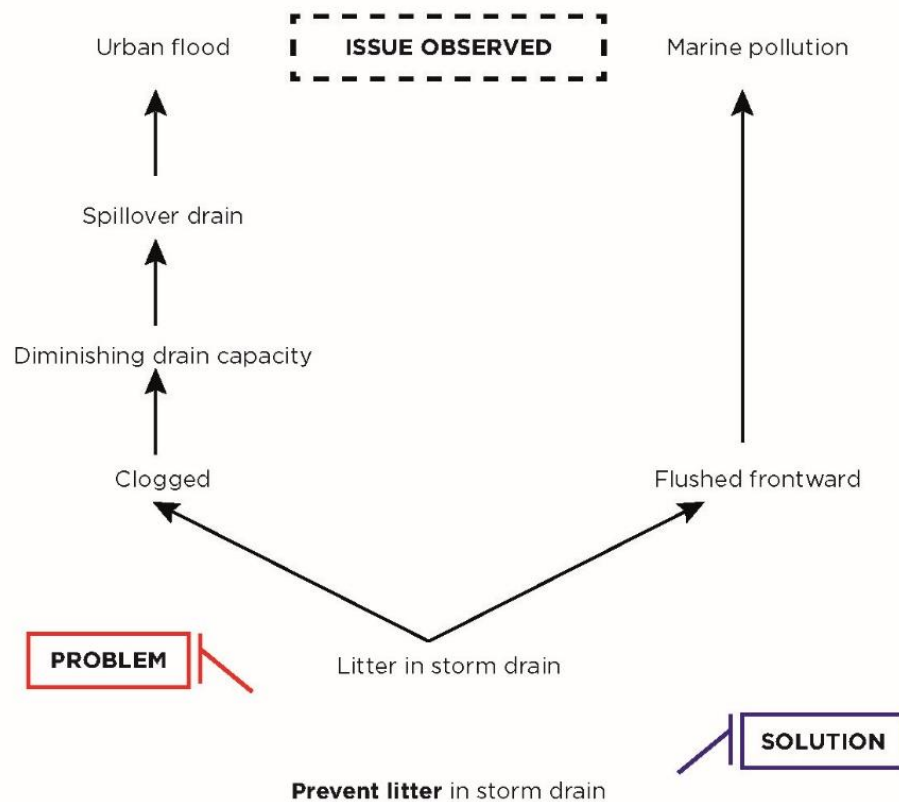 Urban flood
ISSUE OBSERVED
Marine pollution
Spillover drain
Diminishing drain capacity
Clogged
Flushed frontward
PROBLEM
Litter in storm drain
SOLUTION
Prevent litter in storm drain